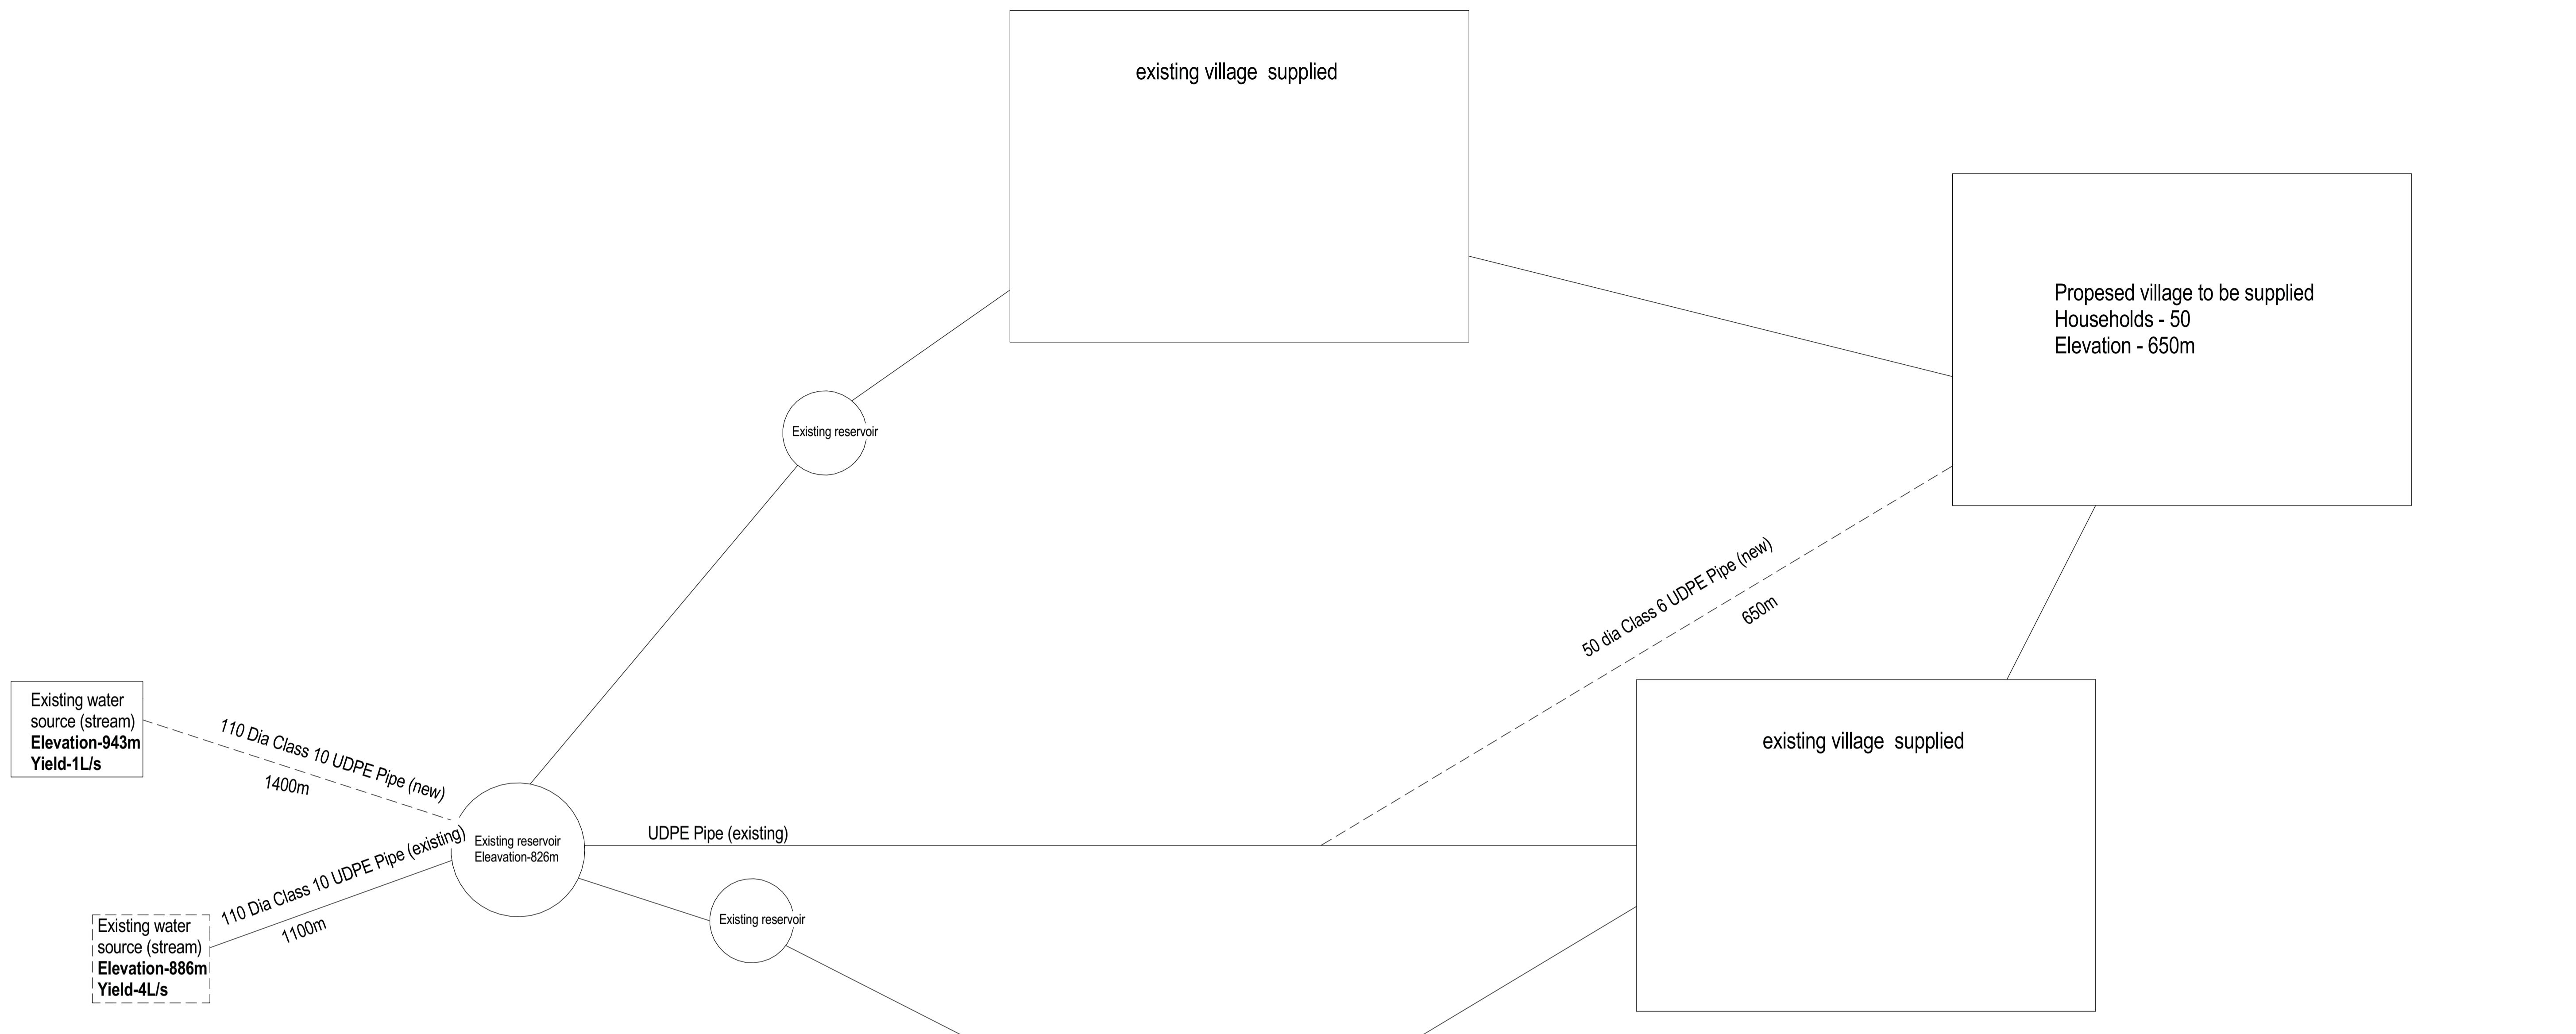 existing village supplied
Propesed village to be supplied
Households - 50
Elevation - 650m
Existing reservoir
50 dia Class 6 UDPE Pipe (new)
650m
Existing water
source (stream)
Elevation-943m
Yield-1L/s
110 Dia Class 10 UDPE Pipe (new)
1400m
existing village supplied
UDPE Pipe (existing)
Existing reservoir
Eleavation-826m
110 Dia Class 10 UDPE Pipe (existing)
1100m
Existing reservoir
Existing water
source (stream)
Elevation-886m
Yield-4L/s